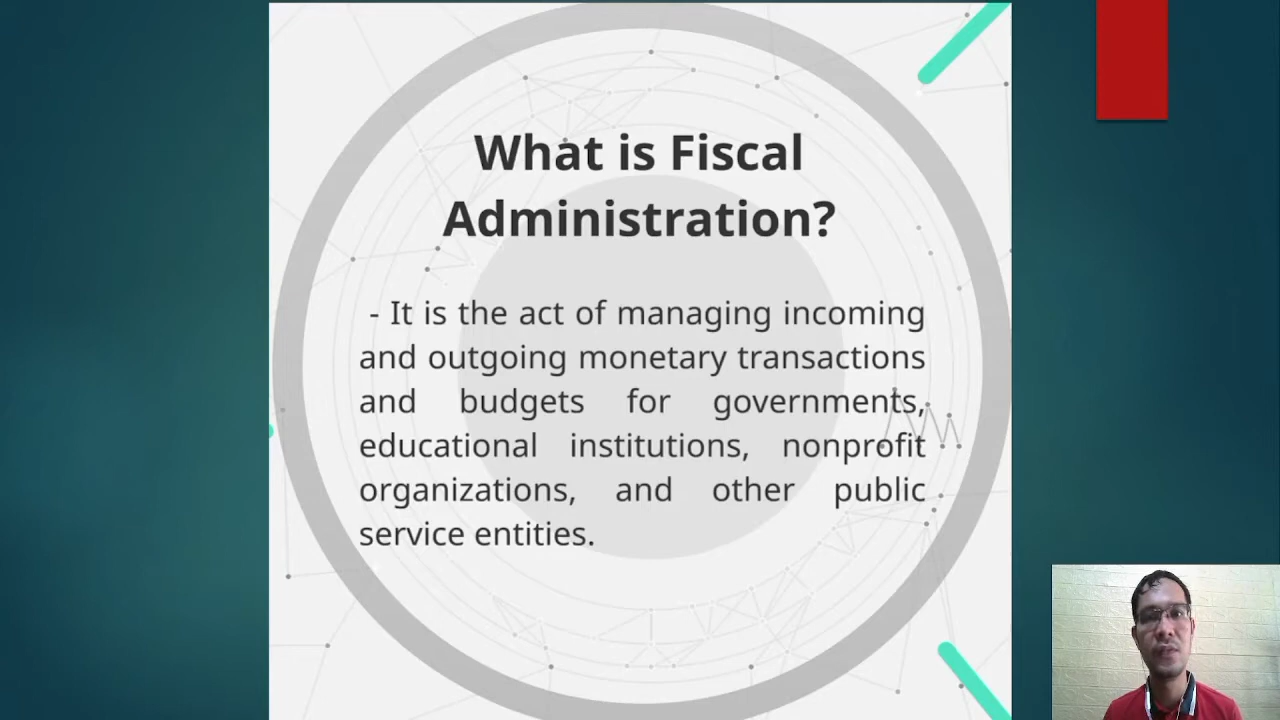 What is Fiscal
Administration?
- It is the act of managing incoming
and outgoing monetary transactions
and budgets for governments,
educational institutions, nonprofit
organizations, and other public
service entities.